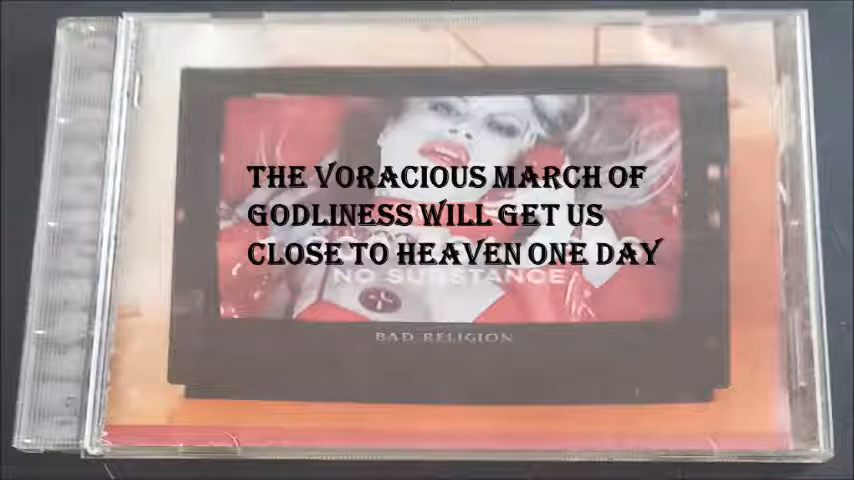 THE VORACIOUS MARCH OF
GODLINESS WILL GET US
CLOSE TO HEAVEN ONE DAY
NO SUBSTANCE
BAD RELIGION